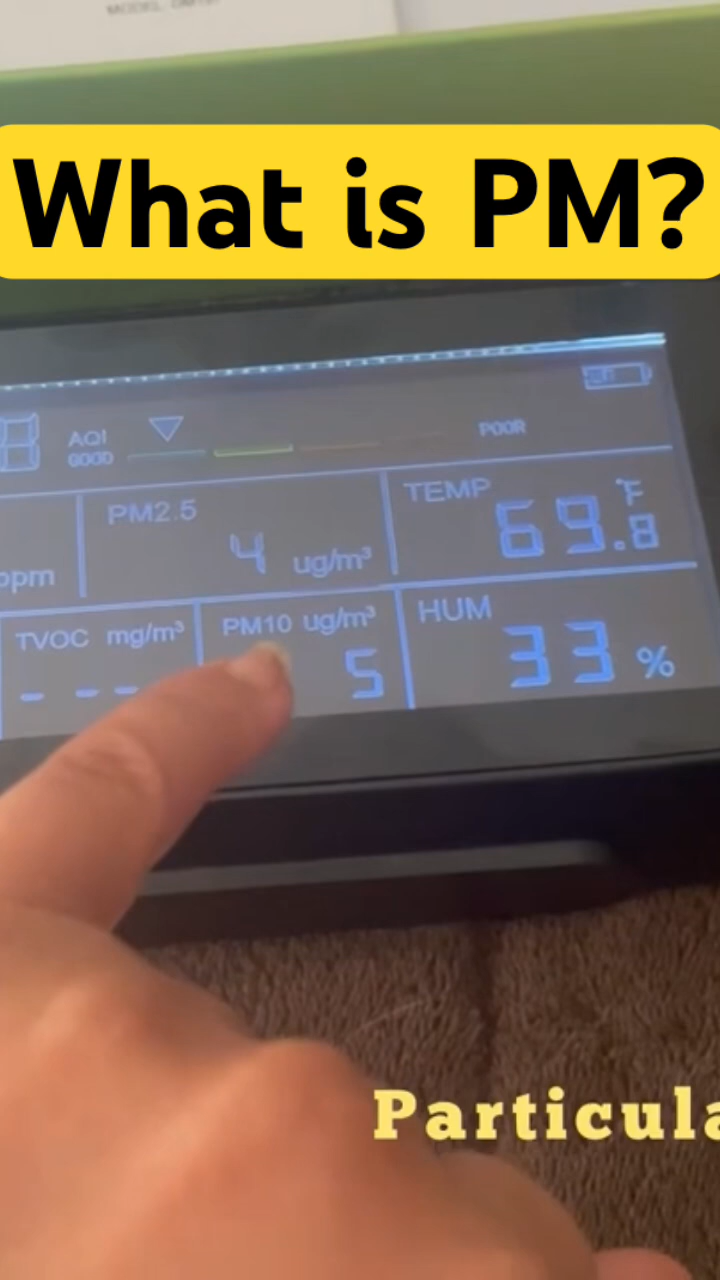 What is PM?
AQI
GOOD
POOR
PM2.5
4 ug/m³
TEMP
69.8 °F
ppm
TVOC mg/m³
- - - -
PM10 ug/m³
5
HUM
33 %
Particula